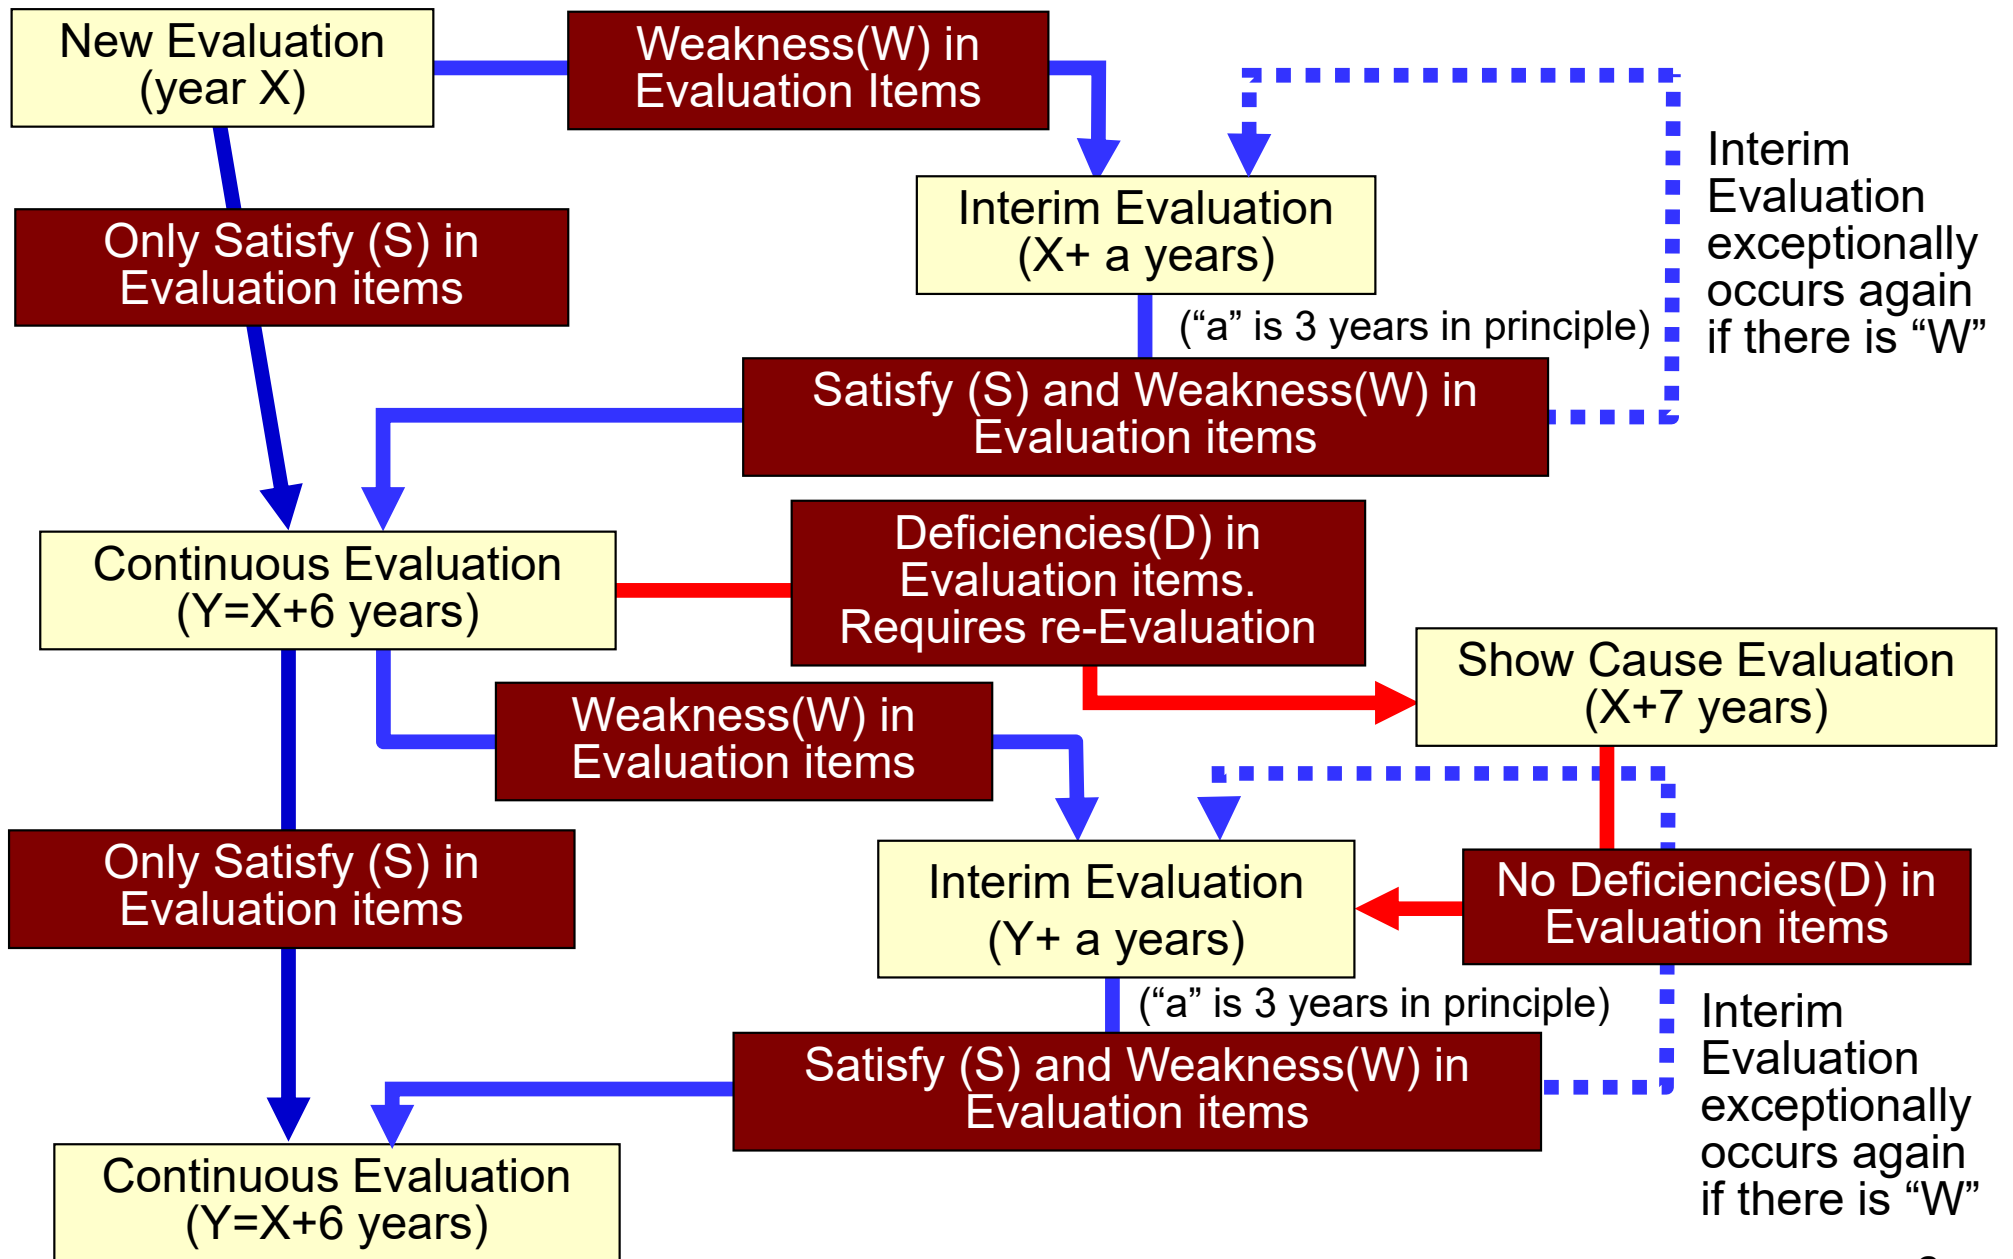 New Evaluation
(year X)
Weakness(W) in
Evaluation Items
Interim
Evaluation
exceptionally
occurs again
if there is “W”
Interim Evaluation
(X+ a years)
Only Satisfy (S) in
Evaluation items
(“a” is 3 years in principle)
Satisfy (S) and Weakness(W) in
Evaluation items
Continuous Evaluation
(Y=X+6 years)
Deficiencies(D) in
Evaluation items.
Requires re-Evaluation
Show Cause Evaluation
(X+7 years)
Weakness(W) in
Evaluation items
Only Satisfy (S) in
Evaluation items
Interim Evaluation
(Y+ a years)
No Deficiencies(D) in
Evaluation items
(“a” is 3 years in principle)
Interim
Evaluation
exceptionally
occurs again
if there is “W”
Satisfy (S) and Weakness(W) in
Evaluation items
Continuous Evaluation
(Y=X+6 years)